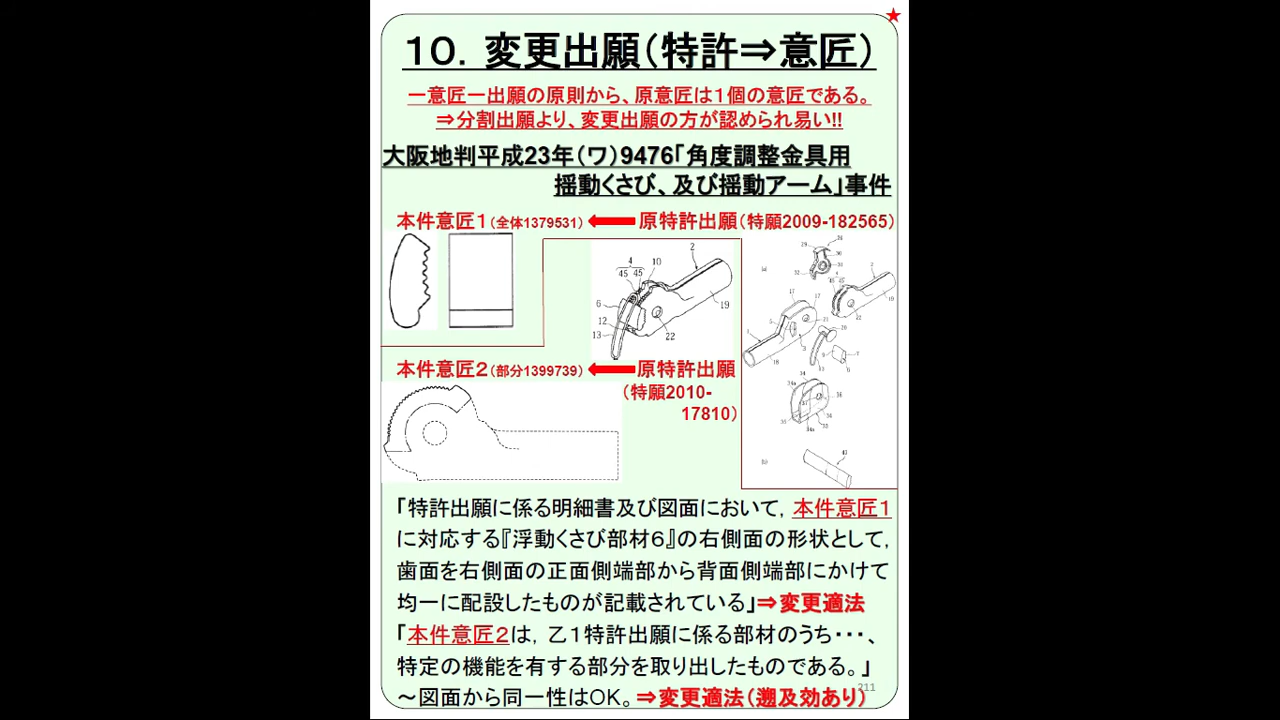 ★
10．変更出願（特許⇒意匠）
一意匠一出願の原則から、原意匠は１個の意匠である。
⇒分割出願より、変更出願の方が認められ易い!!
大阪地判平成23年（ワ）9476「角度調整金具用
揺動くさび、及び揺動アーム」事件
本件意匠１（全体1379531）
原特許出願（特願2009-182565）
本件意匠２（部分1399739）
原特許出願
（特願2010-
17810）
2
4
10
45
45
6
12
13
19
22
「特許出願に係る明細書及び図面において，本件意匠１
に対応する『浮動くさび部材６』の右側面の形状として，
歯面を右側面の正面側端部から背面側端部にかけて
均一に配設したものが記載されている」⇒変更適法
「本件意匠２は，乙１特許出願に係る部材のうち・・・、
特定の機能を有する部分を取り出したものである。」
～図面から同一性はOK。⇒変更適法（遡及効あり）
211